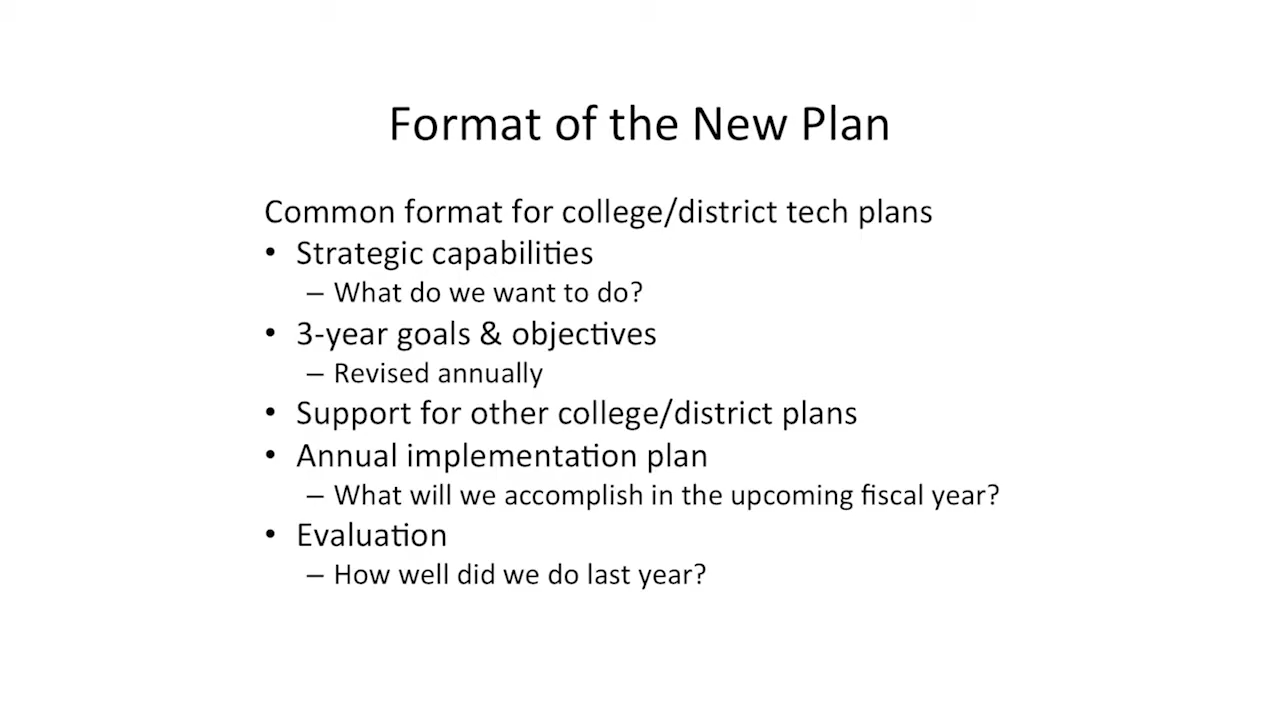 Format of the New Plan
Common format for college/district tech plans
• Strategic capabilities
– What do we want to do?
• 3-year goals & objectives
– Revised annually
• Support for other college/district plans
• Annual implementation plan
– What will we accomplish in the upcoming fiscal year?
• Evaluation
– How well did we do last year?